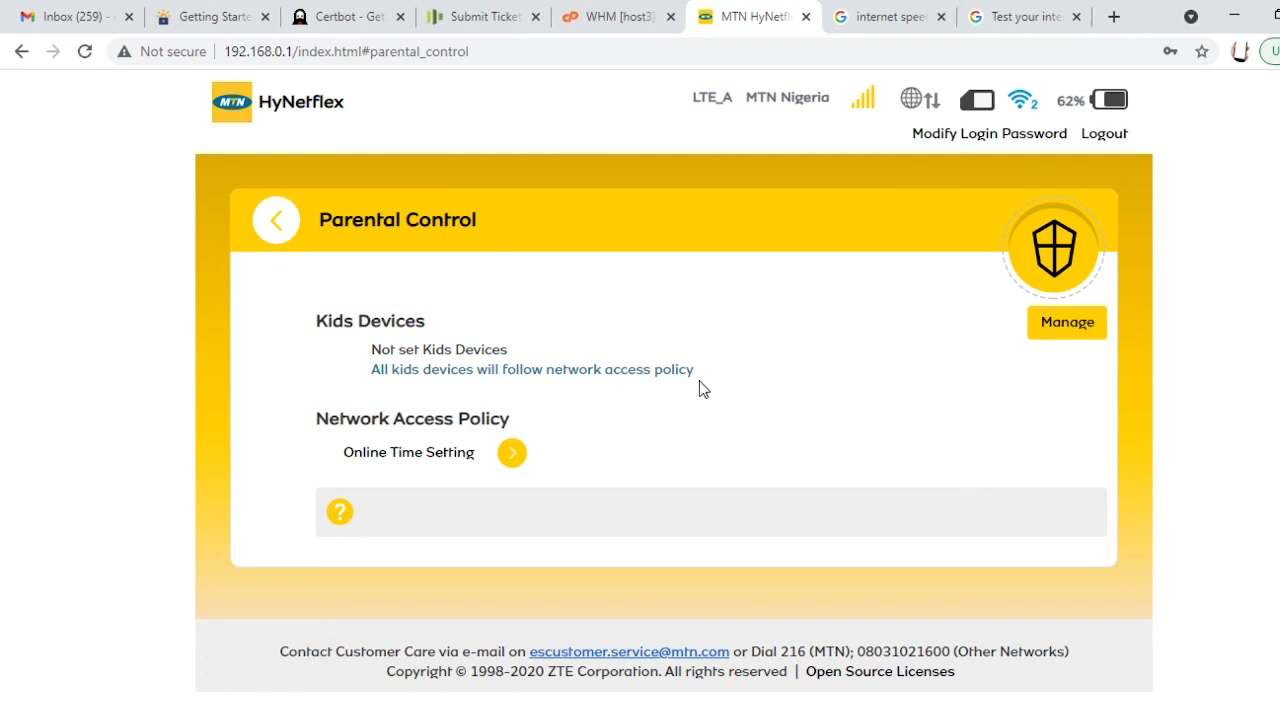 Inbox (259) -
Getting Starte
Certbot - Get
Submit Ticket
WHM [host3]
MTN HyNetfl
internet spee
Test your inte
Not secure
192.168.0.1/index.html#parental_control
MTN HyNetflex
LTE_A MTN Nigeria 2 62%
Modify Login Password Logout
Parental Control
Kids Devices
Manage
Not set Kids Devices
All kids devices will follow network access policy
Network Access Policy
Online Time Setting
?
Contact Customer Care via e-mail on escustomer.service@mtn.com or Dial 216 (MTN); 08031021600 (Other Networks)
Copyright © 1998-2020 ZTE Corporation. All rights reserved | Open Source Licenses